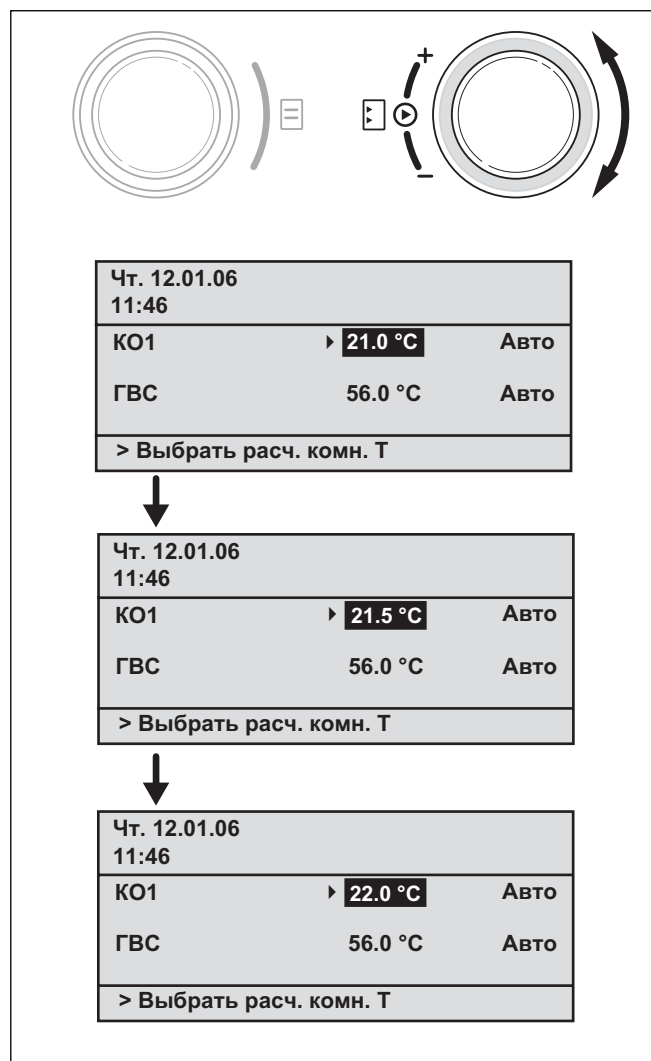 +
−
Чт. 12.01.06
11:46
КО1 21.0 °C Авто
ГВС 56.0 °C Авто
> Выбрать расч. комн. Т
Чт. 12.01.06
11:46
КО1 21.5 °C Авто
ГВС 56.0 °C Авто
> Выбрать расч. комн. Т
Чт. 12.01.06
11:46
КО1 22.0 °C Авто
ГВС 56.0 °C Авто
> Выбрать расч. комн. Т